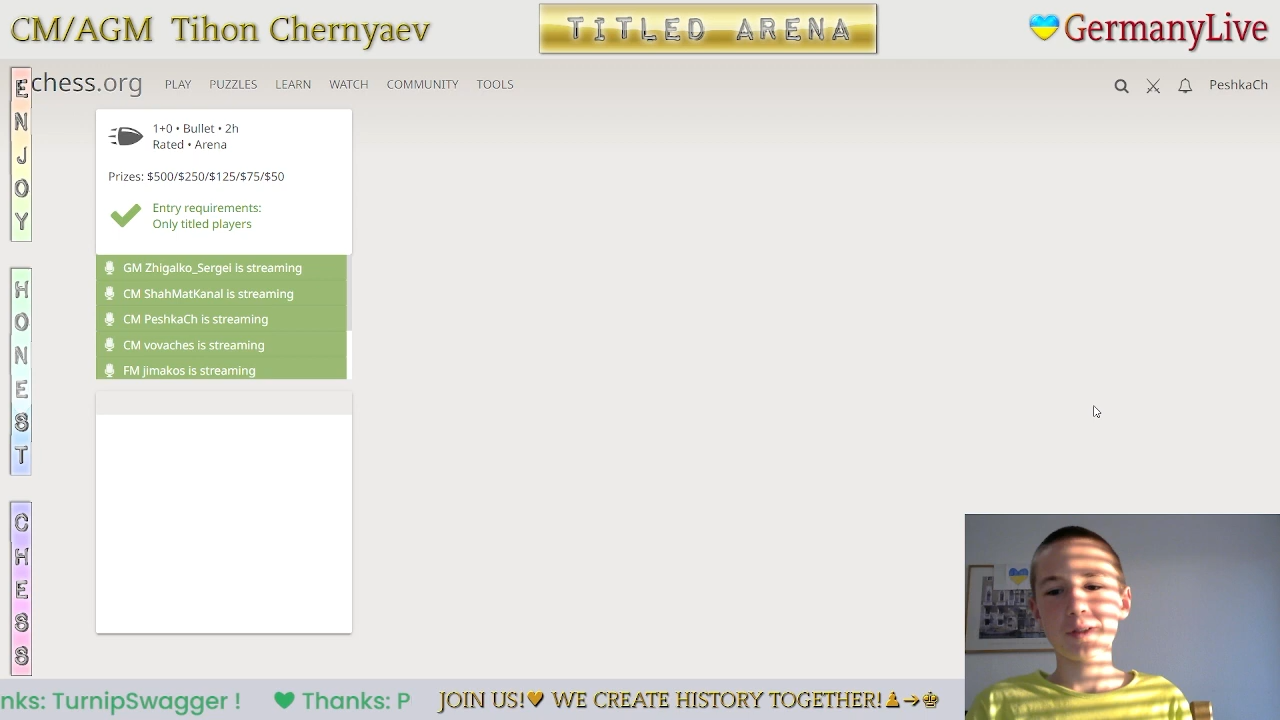 CM/AGM Tihon Chernyaev
TITLED ARENA
GermanyLive
chess.org
PLAY PUZZLES LEARN WATCH COMMUNITY TOOLS
PeshkaCh
ENJOY
HONEST
CHESS
1+0 • Bullet • 2h
Rated • Arena
Prizes: $500/$250/$125/$75/$50
Entry requirements:
Only titled players
GM Zhigalko_Sergei is streaming
CM ShahMatKanal is streaming
CM PeshkaCh is streaming
CM vovaches is streaming
FM jimakos is streaming
nks: TurnipSwagger ! Thanks: P
JOIN US! WE CREATE HISTORY TOGETHER!